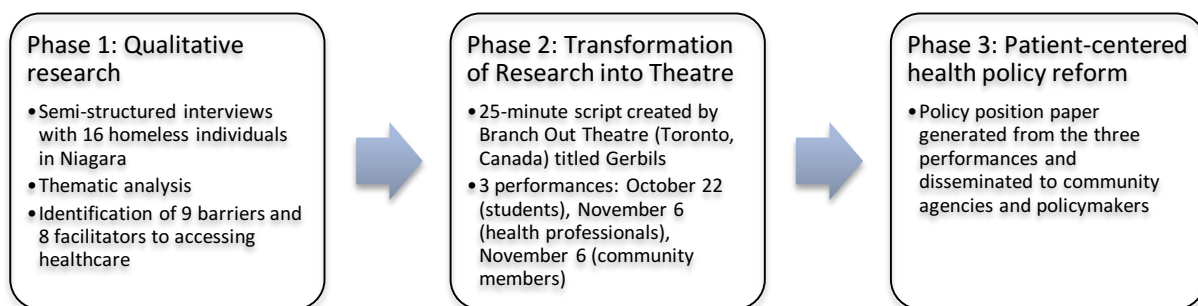 Phase 1: Qualitative
research
•Semi-structured interviews
with 16 homeless individuals
in Niagara
•Thematic analysis
•Identification of 9 barriers and
8 facilitators to accessing
healthcare
Phase 2: Transformation
of Research into Theatre
•25-minute script created by
Branch Out Theatre (Toronto,
Canada) titled Gerbils
•3 performances: October 22
(students), November 6
(health professionals),
November 6 (community
members)
Phase 3: Patient-centered
health policy reform
•Policy position paper
generated from the three
performances and
disseminated to community
agencies and policymakers